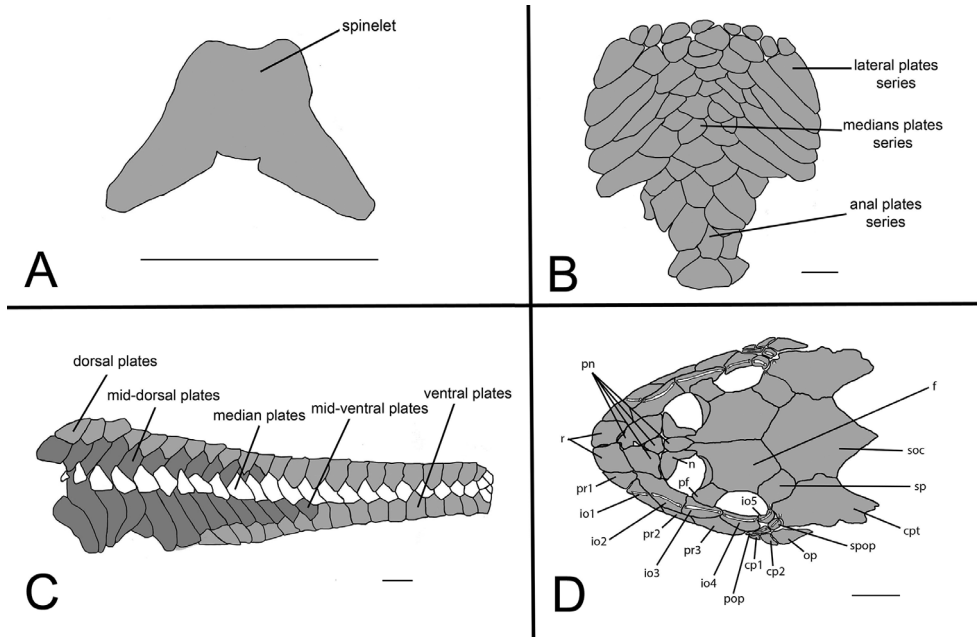 spinelet
A
lateral plates
series
medians plates
series
anal plates
series
B
dorsal plates
mid-dorsal plates
median plates
mid-ventral plates
ventral plates
C
pn
f
r
soc
n
sp
pr1
pf
io1
io5
cpt
io2
pr2
spop
pr3
op
io3
cp1
io4
cp2
pop
D